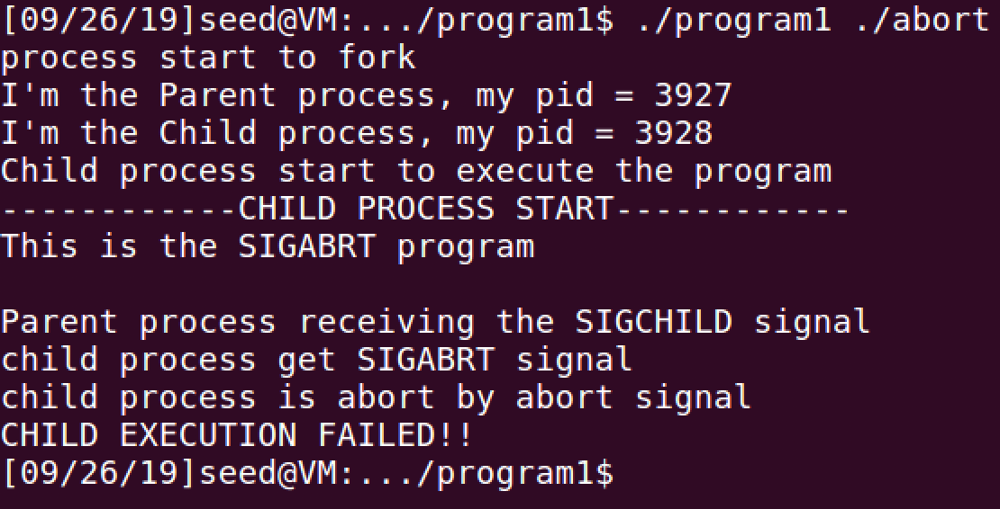 [09/26/19]seed@VM:.../program1$ ./program1 ./abort
process start to fork
I'm the Parent process, my pid = 3927
I'm the Child process, my pid = 3928
Child process start to execute the program
------------CHILD PROCESS START------------
This is the SIGABRT program
Parent process receiving the SIGCHILD signal
child process get SIGABRT signal
child process is abort by abort signal
CHILD EXECUTION FAILED!!
[09/26/19]seed@VM:.../program1$